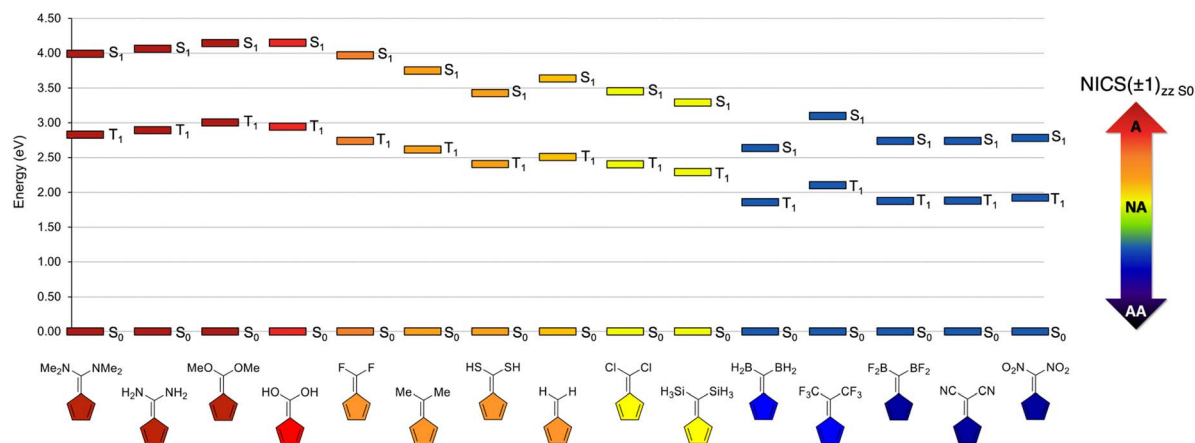 4.50
4.00
3.50
3.00
2.50
2.00
1.50
1.00
0.50
0.00
Energy (eV)
S1 S1 S1 S1 S1 S1 S1 S1 S1 S1 S1 S1 S1 S1 S1
T1 T1 T1 T1 T1 T1 T1 T1 T1 T1 T1 T1 T1 T1 T1
S0 S0 S0 S0 S0 S0 S0 S0 S0 S0 S0 S0 S0 S0 S0
Me2N NMe2
H2N NH2
MeO OMe
HO OH
F F
Me Me
HS SH
H H
Cl Cl
H3Si SiH3
H2B BH2
F3C CF3
F2B BF2
NC CN
O2N NO2
NICS(±1)zz S0
A
NA
AA